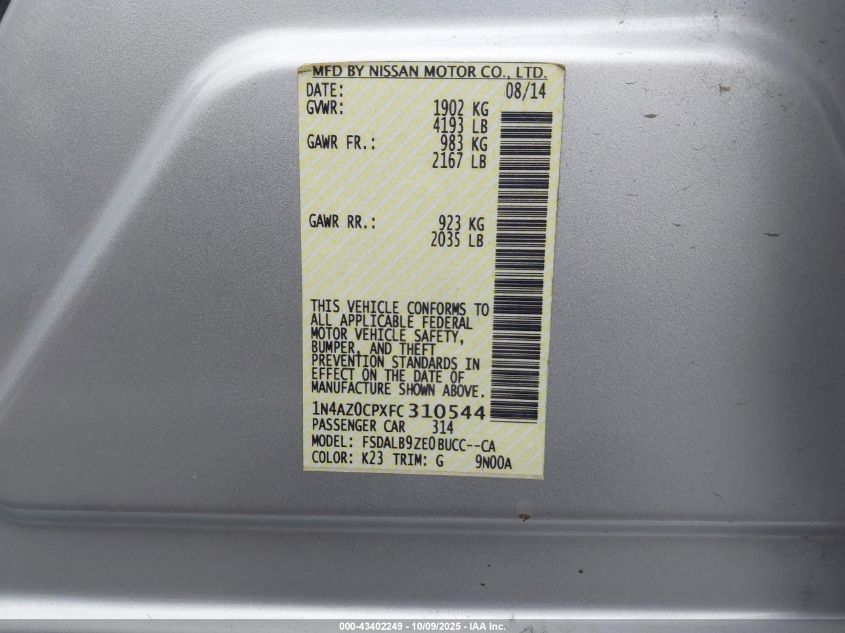 MFD BY NISSAN MOTOR CO., LTD.
DATE: 08/14
GVWR: 1902 KG
4193 LB
GAWR FR.: 983 KG
2167 LB
GAWR RR.: 923 KG
2035 LB
THIS VEHICLE CONFORMS TO
ALL APPLICABLE FEDERAL
MOTOR VEHICLE SAFETY,
BUMPER, AND THEFT
PREVENTION STANDARDS IN
EFFECT ON THE DATE OF
MANUFACTURE SHOWN ABOVE.
1N4AZ0CPXFC310544
PASSENGER CAR 314
MODEL: FSDALB9ZE0BUCC--CA
COLOR: K23 TRIM: G 9N00A
000-43402249 - 10/09/2025 - IAA Inc.